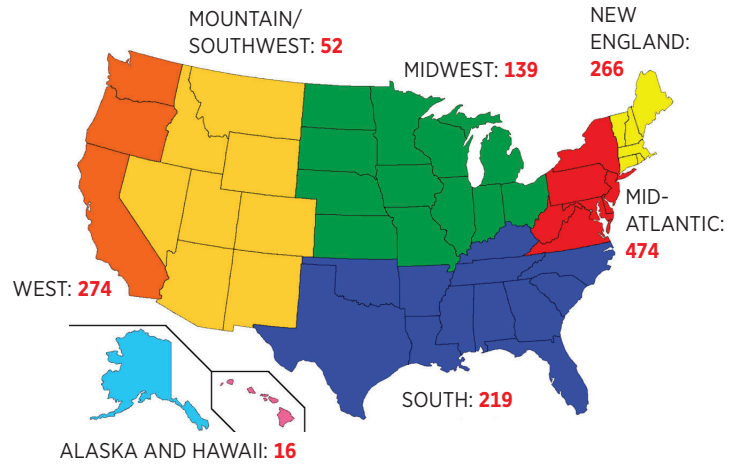 MOUNTAIN/
SOUTHWEST: 52
MIDWEST: 139
NEW
ENGLAND:
266
MID-
ATLANTIC:
474
WEST: 274
SOUTH: 219
ALASKA AND HAWAII: 16